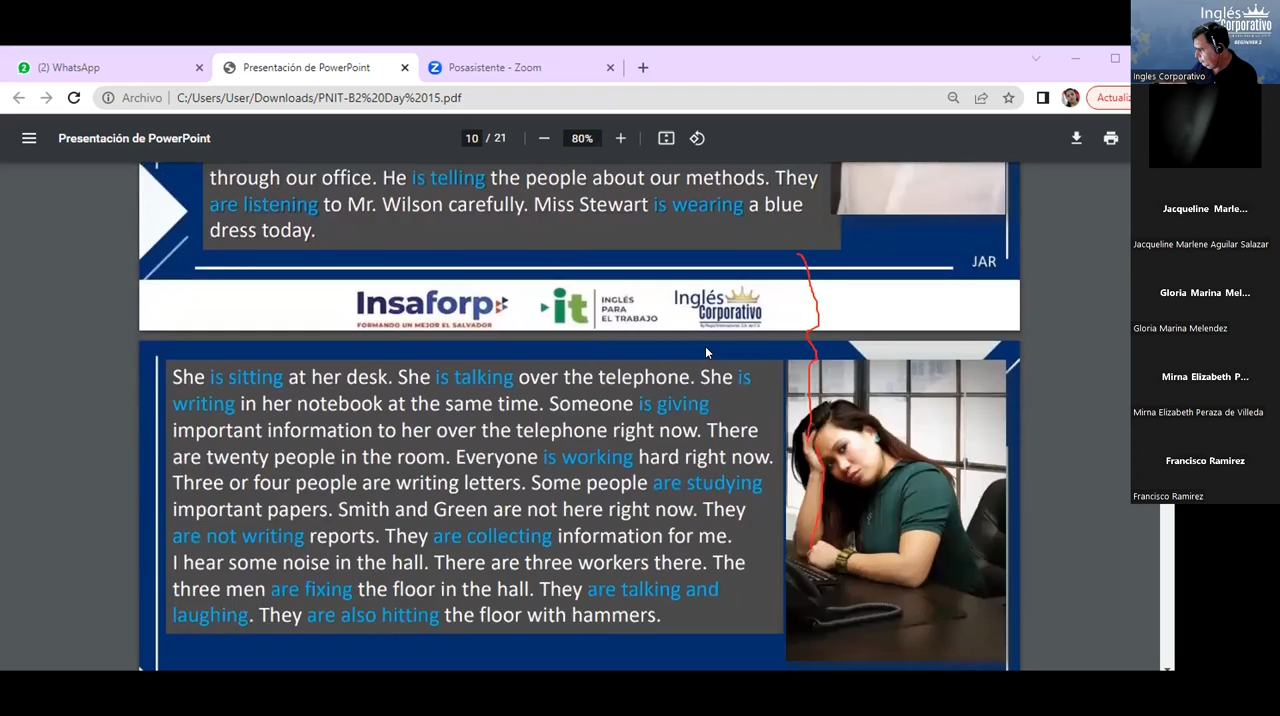 Inglés
Corporativo
BEGINNER 2
Ingles Corporativo
2
(2) WhatsApp
Presentación de PowerPoint
Posasistente - Zoom
Archivo
C:/Users/User/Downloads/PNIT-B2%20Day%2015.pdf
Actualiz
Presentación de PowerPoint
10 / 21
80%
through our office. He is telling the people about our methods. They
are listening to Mr. Wilson carefully. Miss Stewart is wearing a blue
dress today.
JAR
Insaforp
FORMANDO UN MEJOR EL SALVADOR
it
INGLÉS
PARA
EL TRABAJO
Inglés
Corporativo
She is sitting at her desk. She is talking over the telephone. She is
writing in her notebook at the same time. Someone is giving
important information to her over the telephone right now. There
are twenty people in the room. Everyone is working hard right now.
Three or four people are writing letters. Some people are studying
important papers. Smith and Green are not here right now. They
are not writing reports. They are collecting information for me.
I hear some noise in the hall. There are three workers there. The
three men are fixing the floor in the hall. They are talking and
laughing. They are also hitting the floor with hammers.
Jacqueline Marle...
Jacqueline Marlene Aguilar Salazar
Gloria Marina Mel...
Gloria Marina Melendez
Mirna Elizabeth P...
Mirna Elizabeth Peraza de Villeda
Francisco Ramirez
Francisco Ramirez